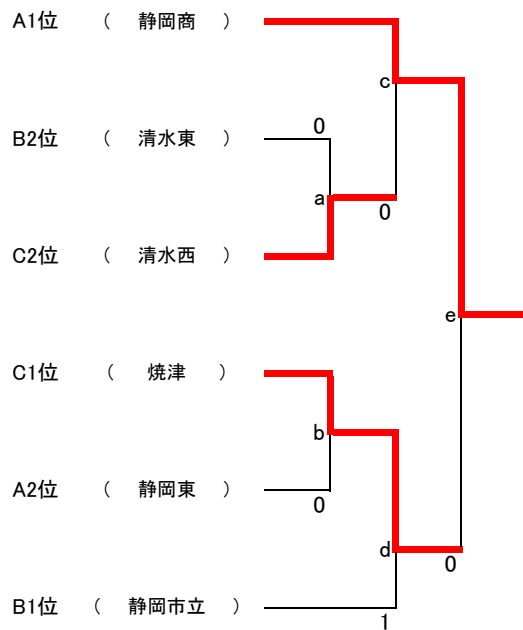 A1位 （ 静岡商 ）
c
0
B2位 （ 清水東 ）
a
0
C2位 （ 清水西 ）
e
C1位 （ 焼津 ）
b
A2位 （ 静岡東 ）
0
d
0
B1位 （ 静岡市立 ）
1